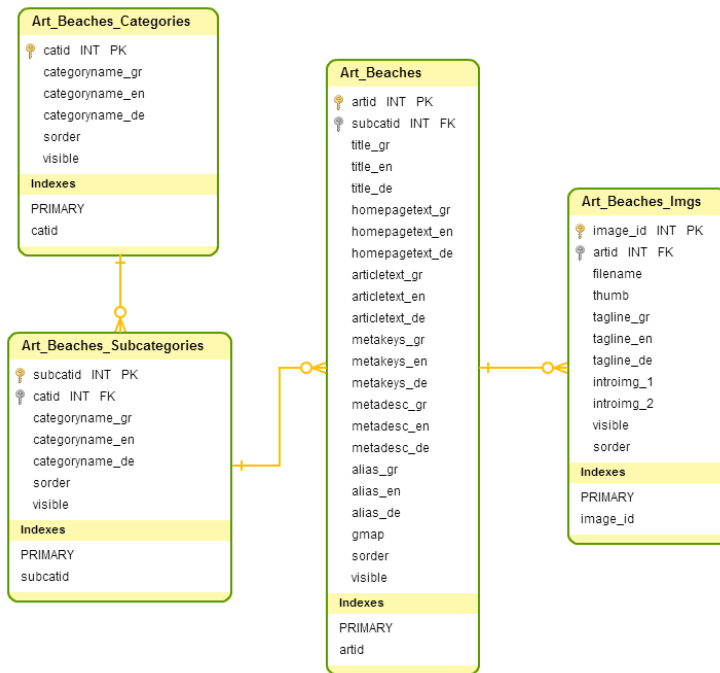 Art_Beaches_Categories
catid INT PK
categoryname_gr
categoryname_en
categoryname_de
sorder
visible
Indexes
PRIMARY
catid
Art_Beaches_Subcategories
subcatid INT PK
catid INT FK
categoryname_gr
categoryname_en
categoryname_de
sorder
visible
Indexes
PRIMARY
subcatid
Art_Beaches
artid INT PK
subcatid INT FK
title_gr
title_en
title_de
homepagetext_gr
homepagetext_en
homepagetext_de
articletext_gr
articletext_en
articletext_de
metakeys_gr
metakeys_en
metakeys_de
metadesc_gr
metadesc_en
metadesc_de
alias_gr
alias_en
alias_de
gmap
sorder
visible
Indexes
PRIMARY
artid
Art_Beaches_Imgs
image_id INT PK
artid INT FK
filename
thumb
tagline_gr
tagline_en
tagline_de
introimg_1
introimg_2
visible
sorder
Indexes
PRIMARY
image_id